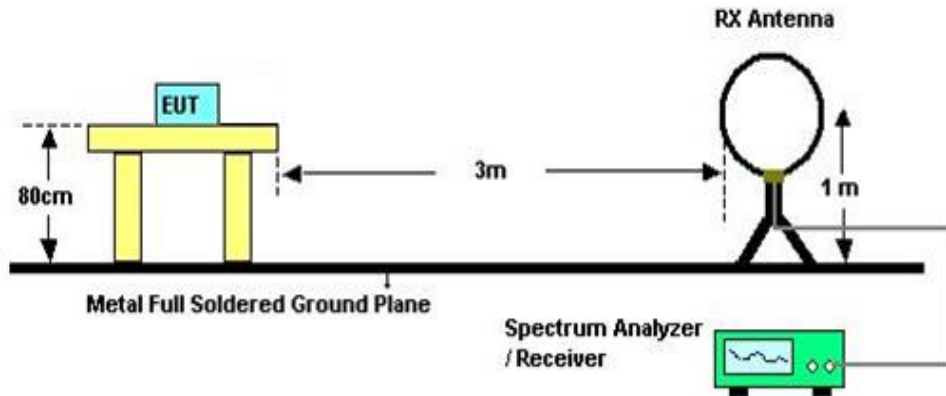 RX Antenna
EUT
3m
80cm
1 m
Metal Full Soldered Ground Plane
Spectrum Analyzer
/ Receiver